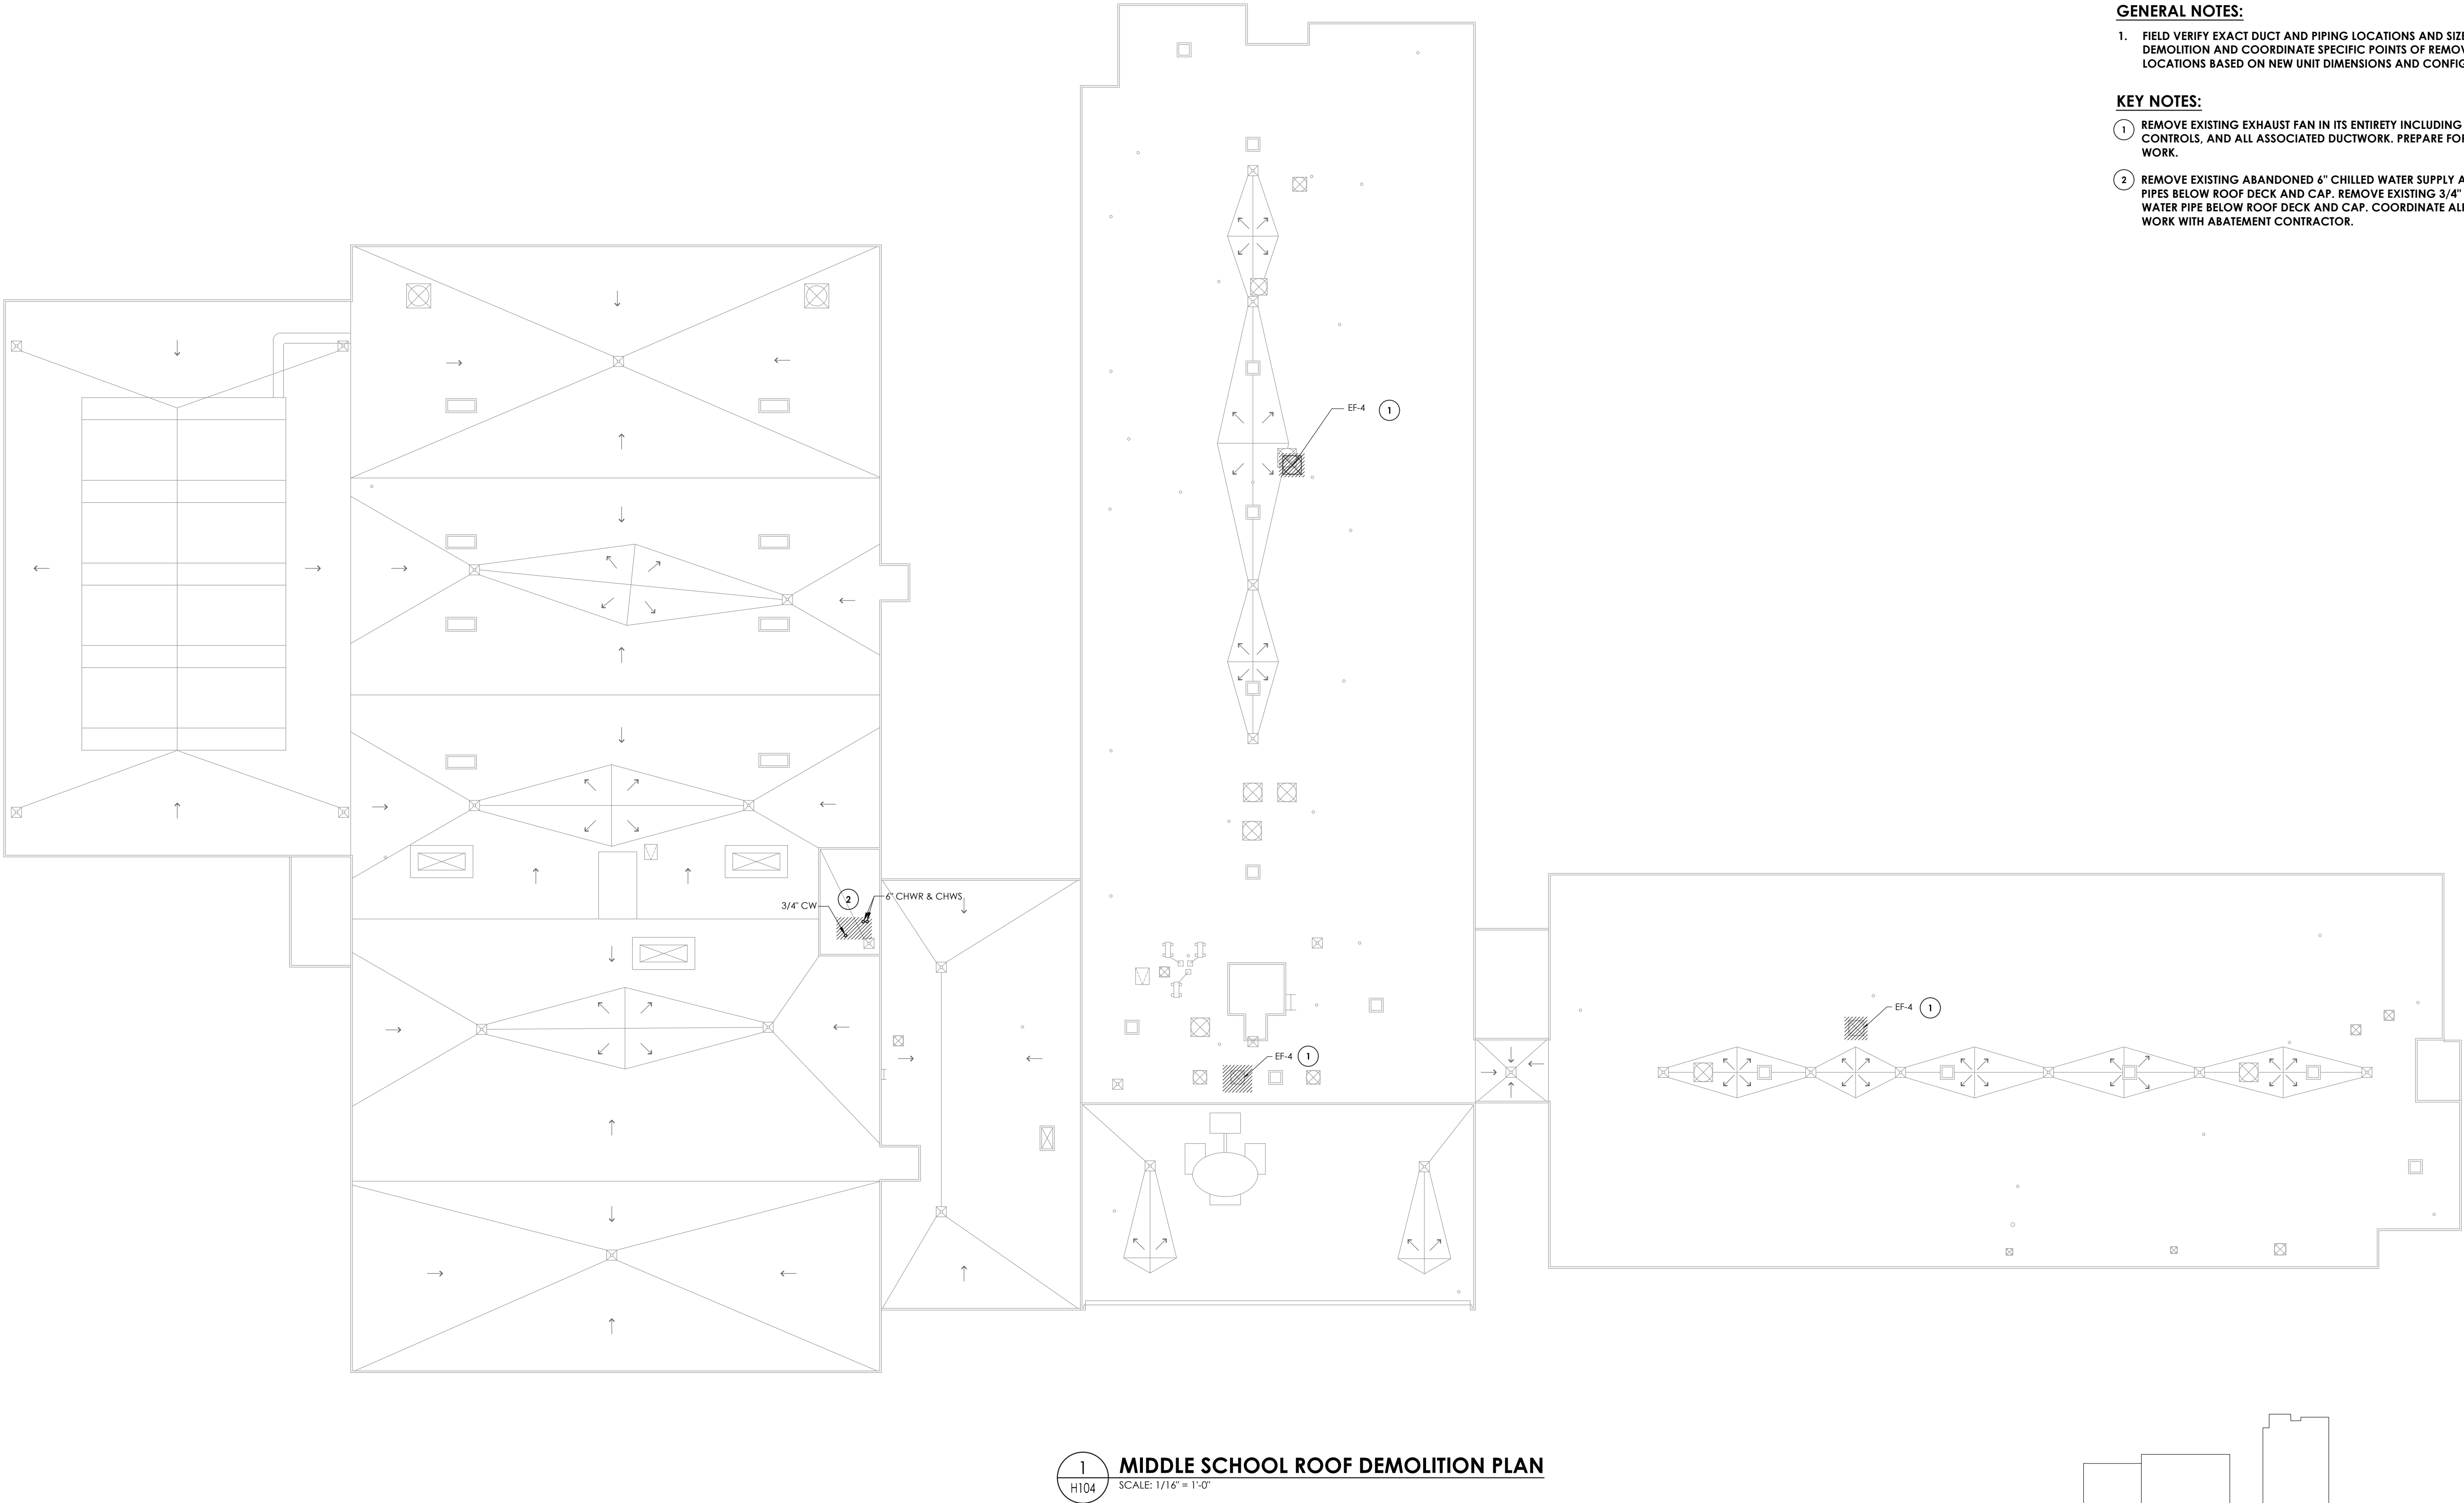 GENERAL NOTES:
1. FIELD VERIFY EXACT DUCT AND PIPING LOCATIONS AND
DEMOLITION AND COORDINATE SPECIFIC POINTS OF
LOCATIONS BASED ON NEW UNIT DIMENSIONS AND
KEY NOTES:
1 REMOVE EXISTING EXHAUST FAN IN ITS ENTIRETY INCLUDING
CONTROLS, AND ALL ASSOCIATED DUCTWORK. PREPARE
WORK.
2 REMOVE EXISTING ABANDONED 6" CHILLED WATER SUPPLY
PIPES BELOW ROOF DECK AND CAP. REMOVE EXISTING 3/4"
WATER PIPE BELOW ROOF DECK AND CAP. COORDINATE
WORK WITH ABATEMENT CONTRACTOR.
EF-4 1
2
6" CHWR & CHWS
3/4" CW
EF-4 1
EF-4 1
1
H104
MIDDLE SCHOOL ROOF DEMOLITION PLAN
SCALE: 1/16" = 1'-0"